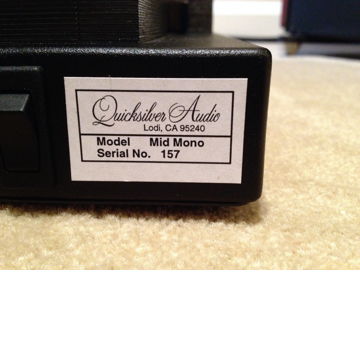 Quicksilver Audio
Lodi, CA 95240
Model Mid Mono
Serial No. 157